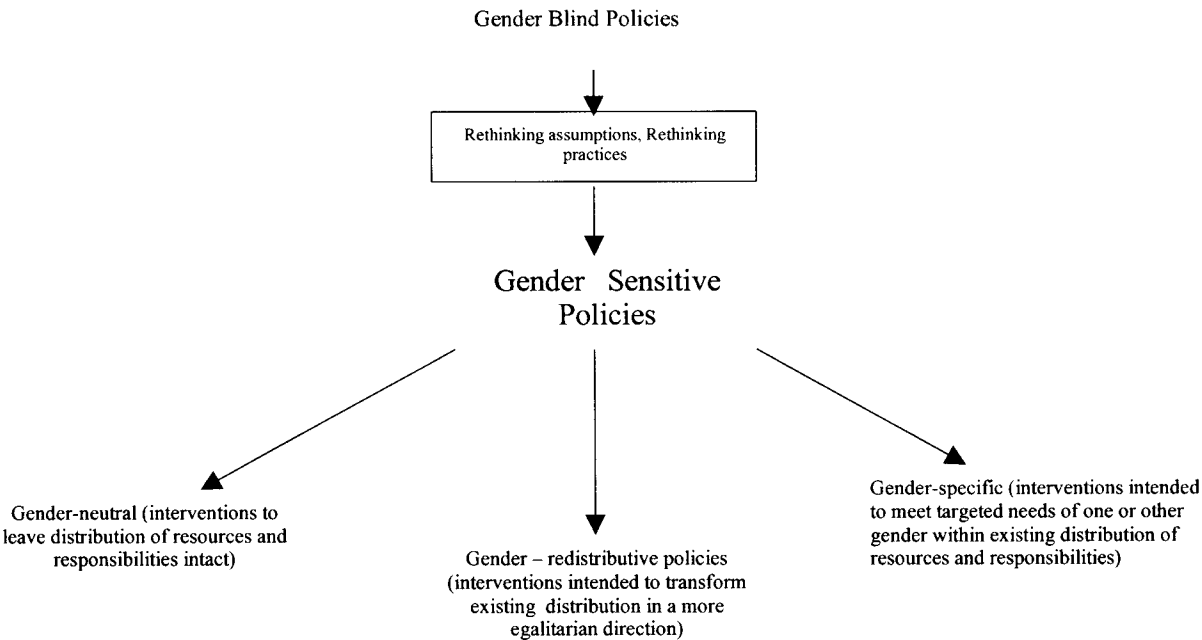 Gender Blind Policies
Rethinking assumptions, Rethinking
practices
Gender Sensitive
Policies
Gender-neutral (interventions to
leave distribution of resources and
responsibilities intact)
Gender – redistributive policies
(interventions intended to transform
existing distribution in a more
egalitarian direction)
Gender-specific (interventions intended
to meet targeted needs of one or other
gender within existing distribution of
resources and responsibilities)